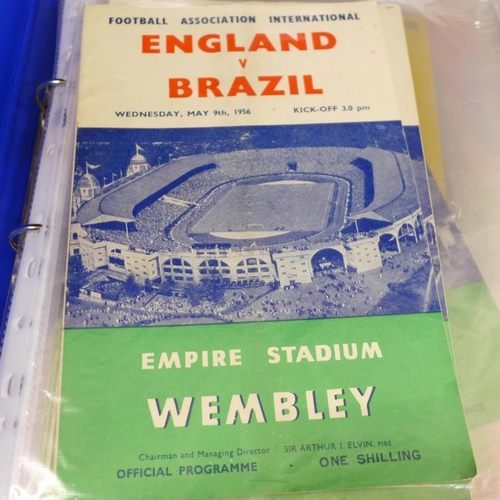 FOOTBALL ASSOCIATION INTERNATIONAL
ENGLAND
V
BRAZIL
WEDNESDAY, MAY 9th, 1956 KICK-OFF 3.0 pm
EMPIRE STADIUM
WEMBLEY
Chairman and Managing Director SIR ARTHUR J. ELVIN, MBE
OFFICIAL PROGRAMME - ONE SHILLING